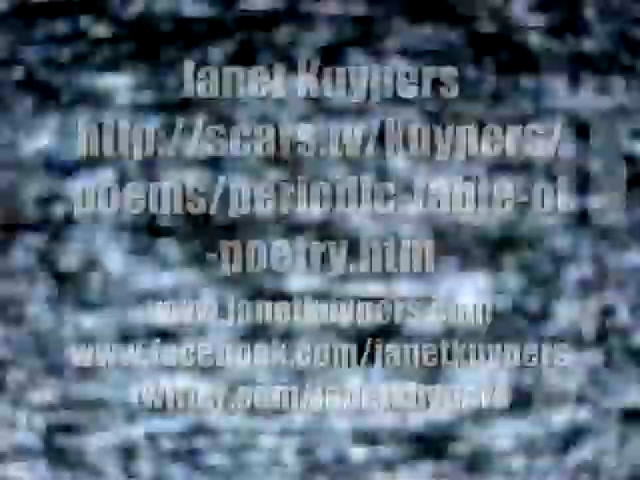 Janet Kuypers
http://scars.tv/kuypers/
poems/periodic-table-of
-poetry.htm
www.janetkuypers.com
www.facebook.com/janetkuypers